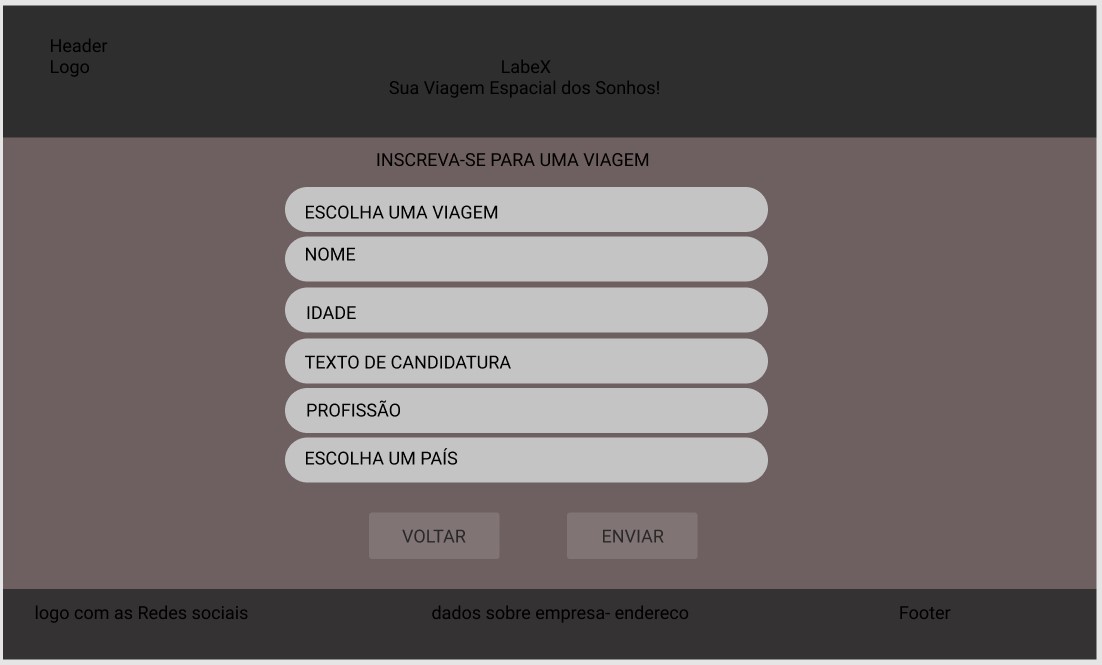 Header
Logo
LabeX
Sua Viagem Espacial dos Sonhos!
INSCREVA-SE PARA UMA VIAGEM
ESCOLHA UMA VIAGEM
NOME
IDADE
TEXTO DE CANDIDATURA
PROFISSÃO
ESCOLHA UM PAÍS
VOLTAR
ENVIAR
logo com as Redes sociais
dados sobre empresa- endereco
Footer